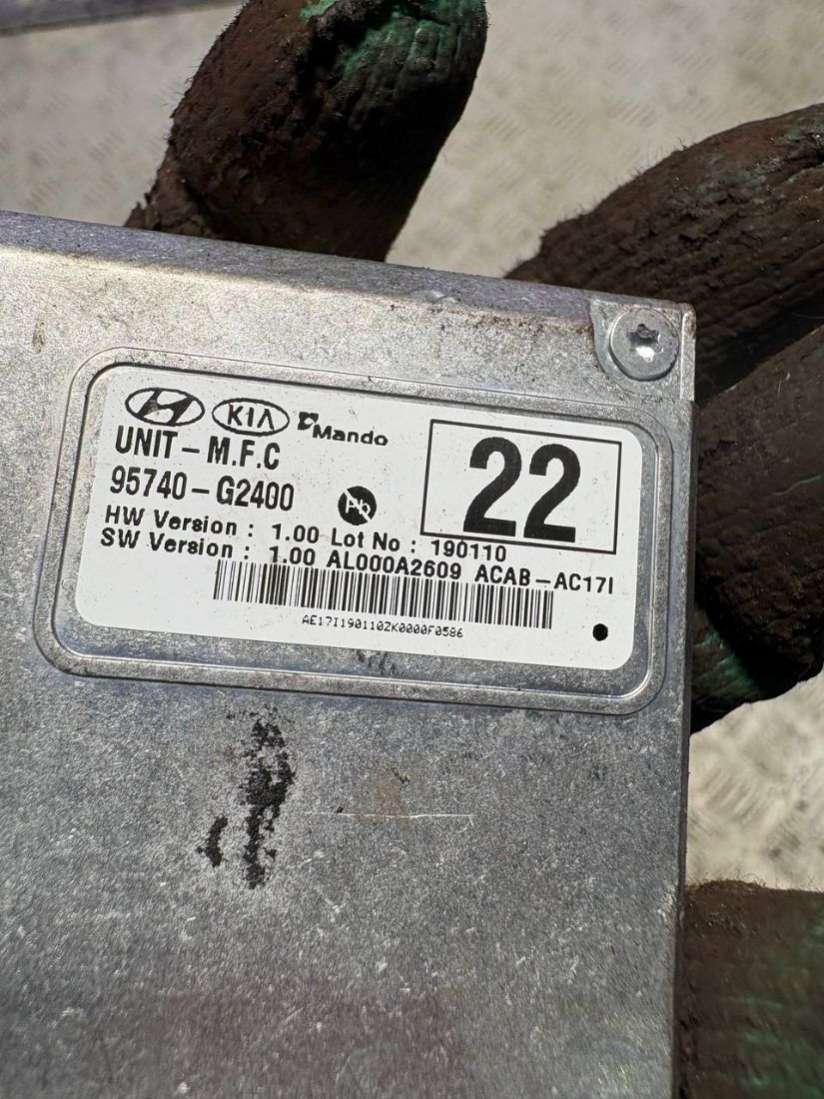 KIA Mando
UNIT-M.F.C
95740-G2400
Pb
22
HW Version : 1.00 Lot No : 190110
SW Version : 1.00 AL000A2609 ACAB-AC17I
AE17I190110ZK0000F0586